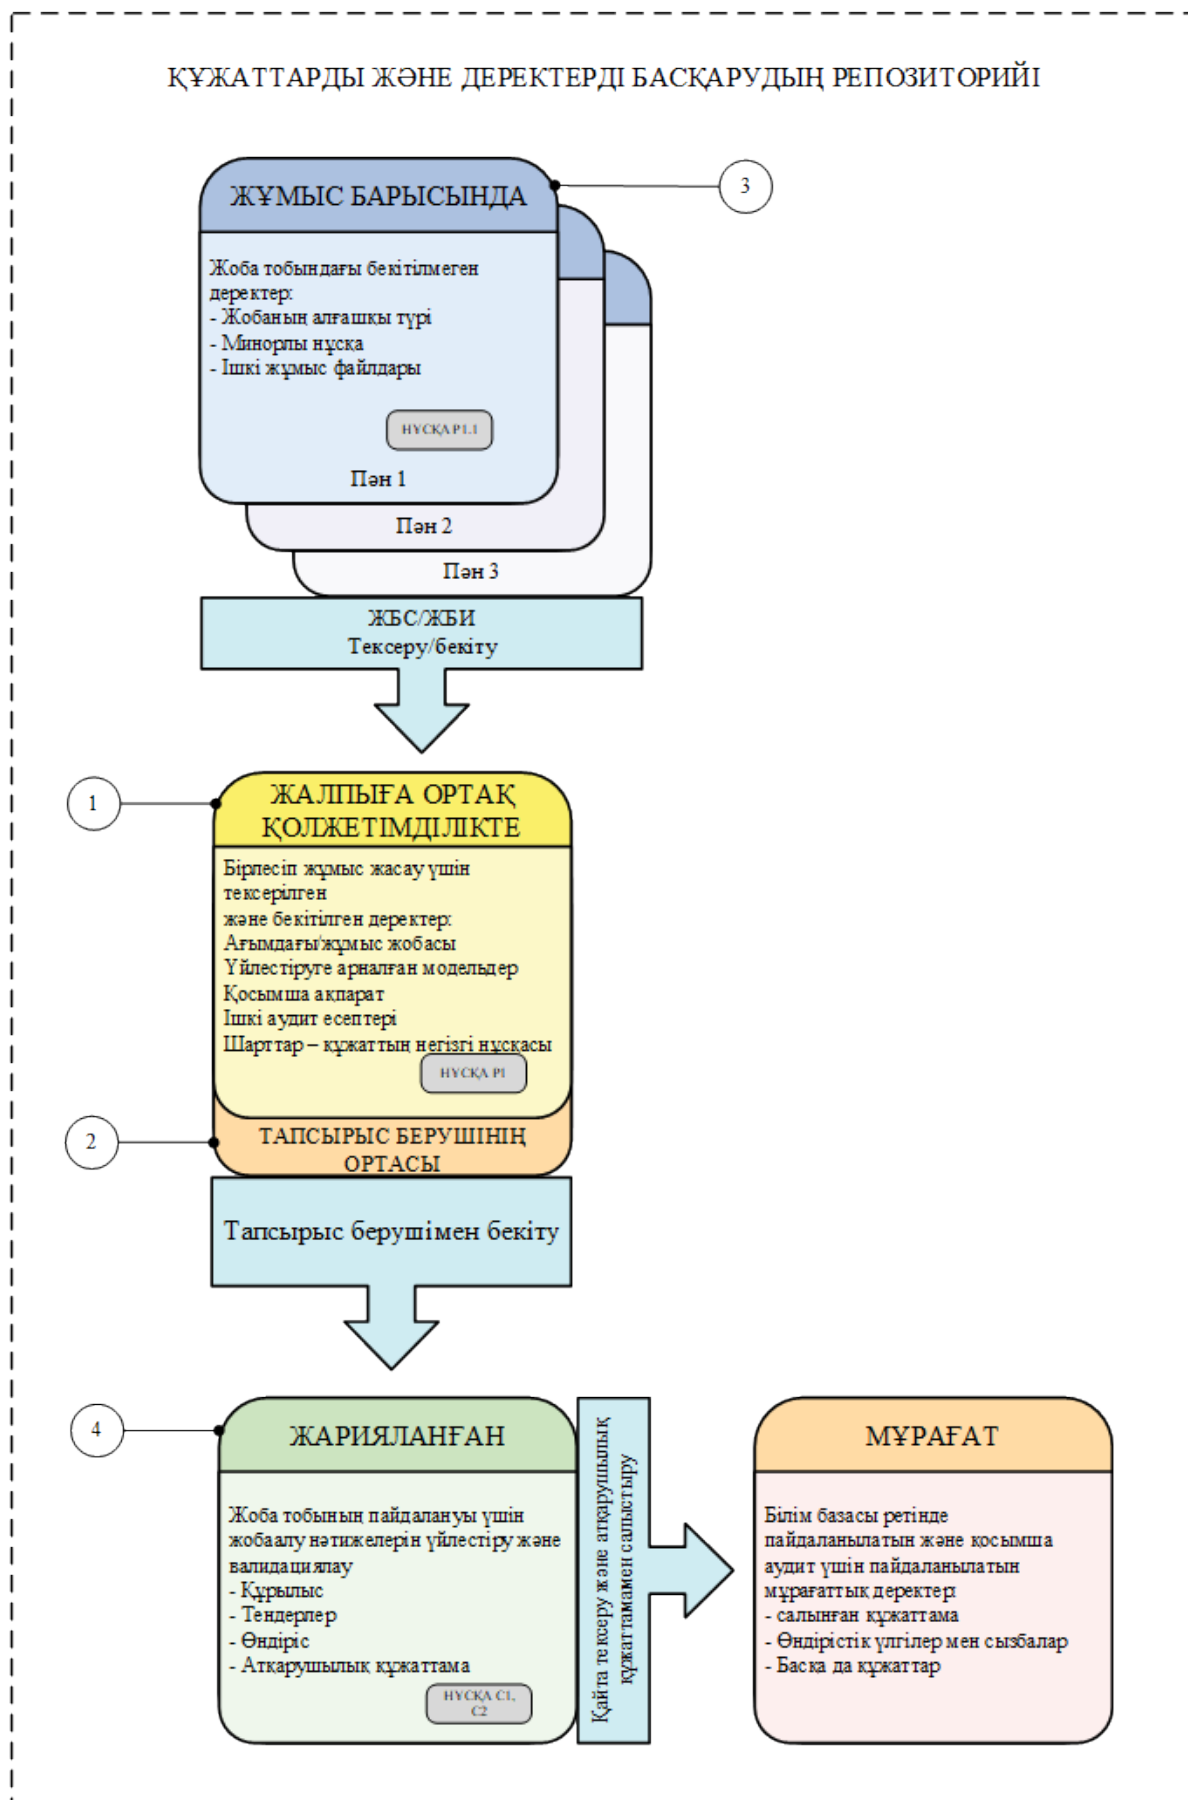 ҚҰЖАТТАРДЫ ЖӘНЕ ДЕРЕКТЕРДІ БАСҚАРУДЫҢ РЕПОЗИТОРИЙІ
ЖҰМЫС БАРЫСЫНДА
3
Жоба тобындағы бекітілмеген
деректер:
- Жобаның алғашқы түрі
- Минорлы нұсқа
- Ішкі жұмыс файлдары
НҰСҚА P1.1
Пән 1
Пән 2
Пән 3
ЖБС/ЖБИ
Тексеру/бекіту
1
ЖАЛПЫҒА ОРТАҚ
ҚОЛЖЕТІМДІЛІКТЕ
Бірлесіп жұмыс жасау үшін
тексерілген
және бекітілген деректер:
Ағымдағы/жұмыс жобасы
Үйлестіруге арналған модельдер
Қосымша ақпарат
Ішкі аудит есептері
Шарттар – құжаттың негізгі нұсқасы
НҰСҚА P1
2
ТАПСЫРЫС БЕРУШІНІҢ
ОРТАСЫ
Тапсырыс берушімен бекіту
4
ЖАРИЯЛАНҒАН
Жоба тобының пайдалануы үшін
жобаалу нәтижелерін үйлестіру және
валидациялау
- Құрылыс
- Тендерлер
- Өндіріс
- Атқарушылық құжаттама
НҰСҚА C1,
C2
Қайта тексеру және атқарушылық
құжаттамамен салыстыру
МҰРАҒАТ
Білім базасы ретінде
пайдаланылатын және қосымша
аудит үшін пайдаланылатын
мұрағаттық деректер:
- салынған құжаттама
- Өндірістік үлгілер мен сызбалар
- Басқа да құжаттар